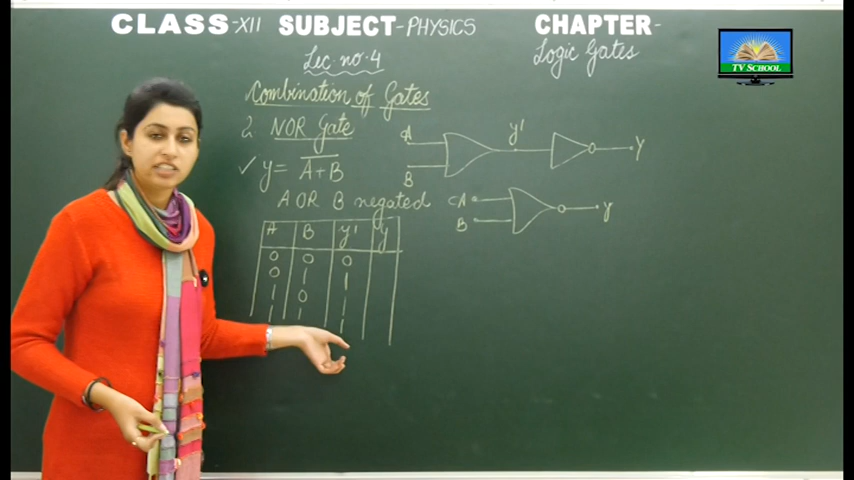 CLASS-XII SUBJECT-PHYSICS CHAPTER-
Lec. no. 4 Logic Gates
TV SCHOOL
Combination of Gates
2. NOR Gate
✓ y = \overline{A+B}
A OR B negated
A B y' y
A B y
A B y' y
0 0 0
0 1 1
1 0 1
1 1 1